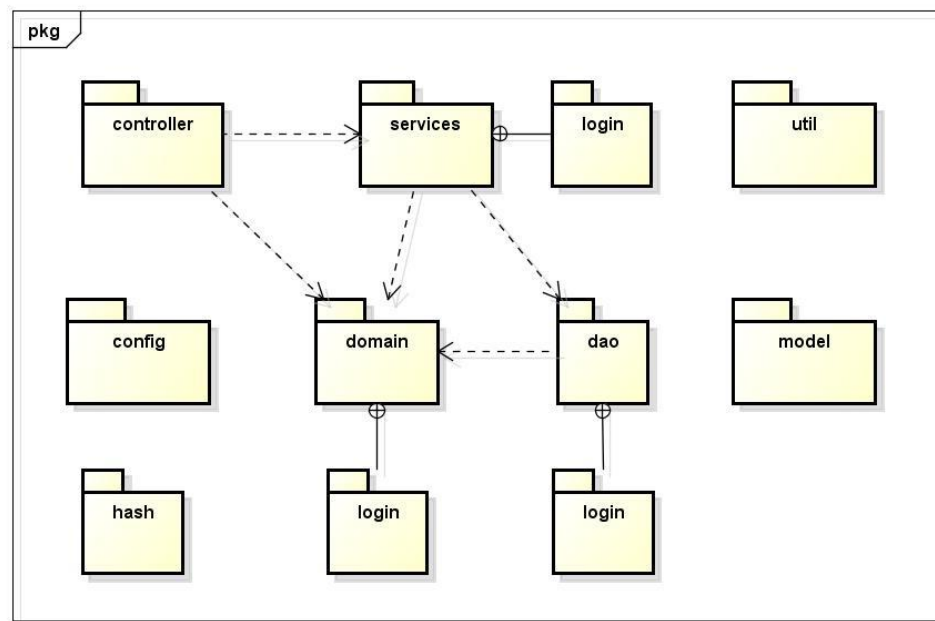 pkg
controller
services
login
util
config
domain
dao
model
hash
login
login